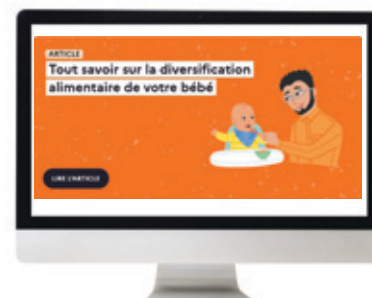 ARTICLE
Tout savoir sur la diversification
alimentaire de votre bébé
LIRE L'ARTICLE